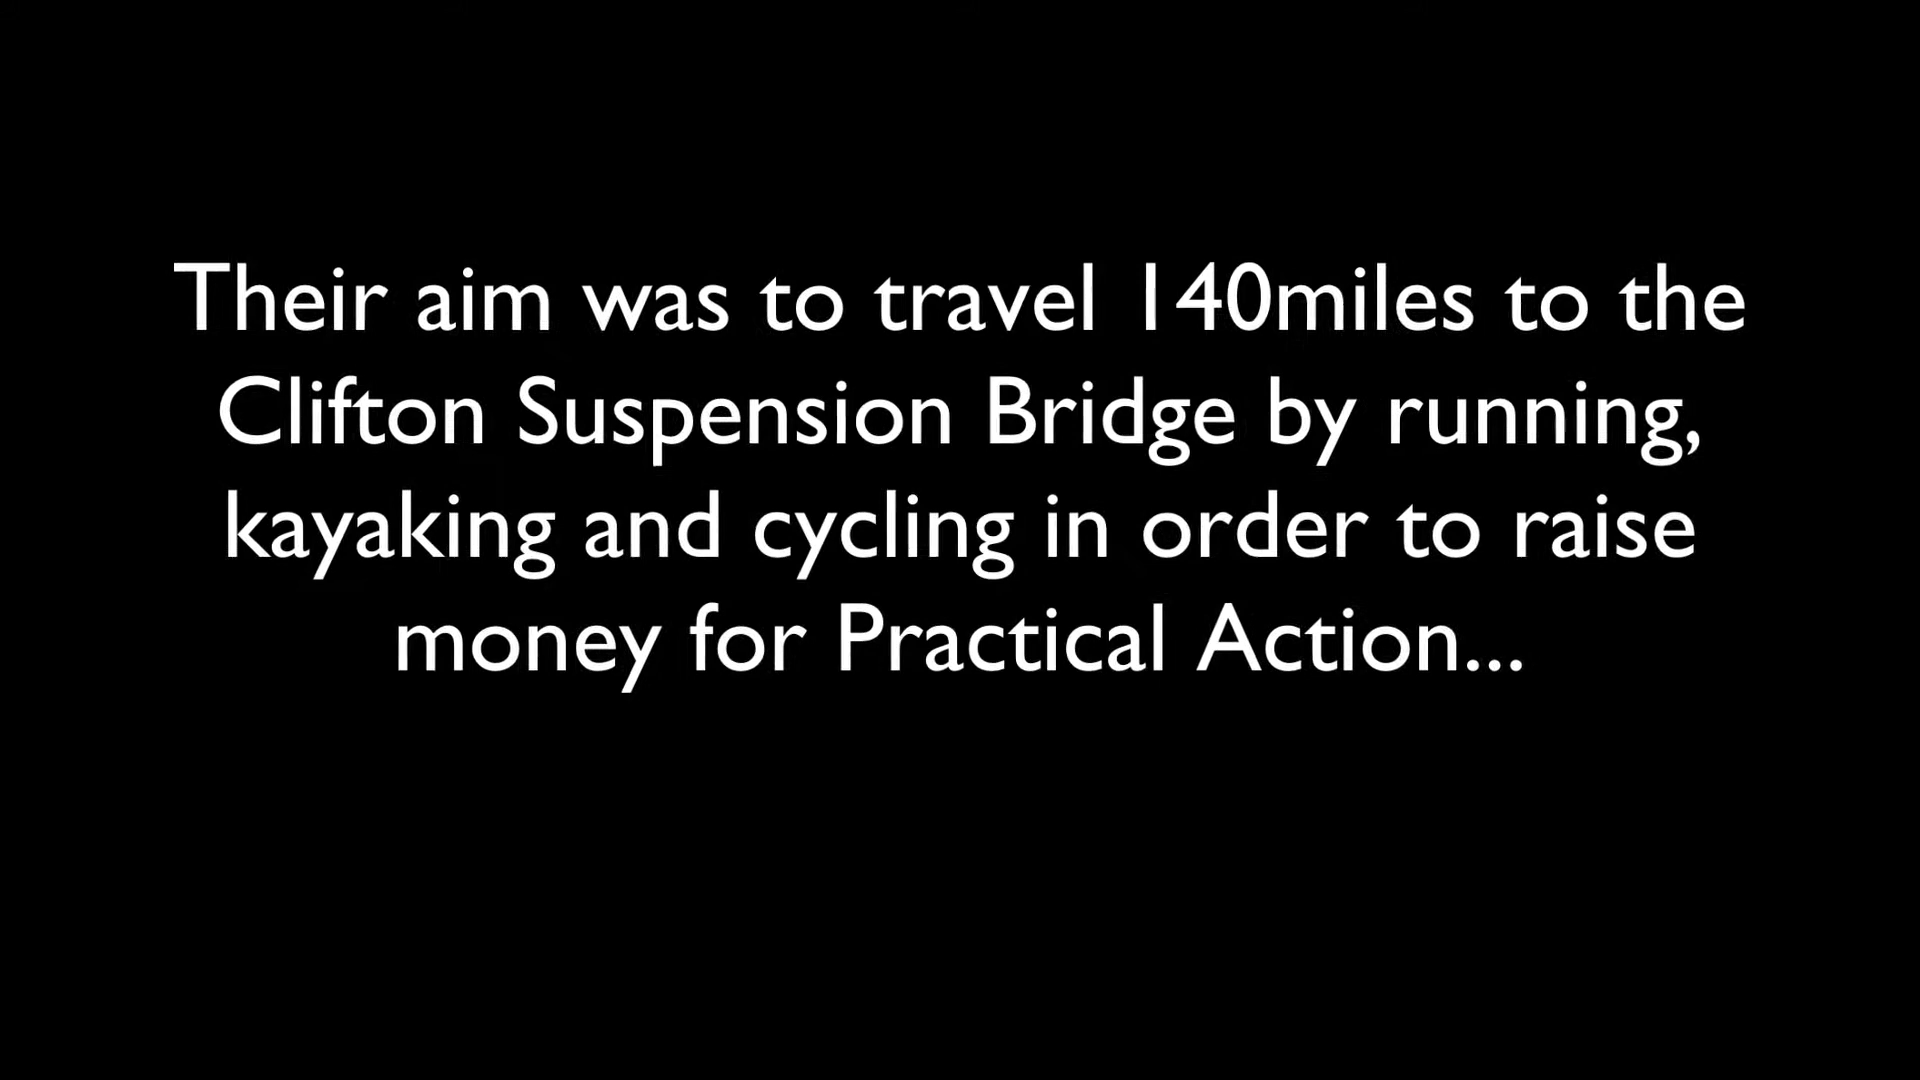 Their aim was to travel 140miles to the
Clifton Suspension Bridge by running,
kayaking and cycling in order to raise
money for Practical Action...